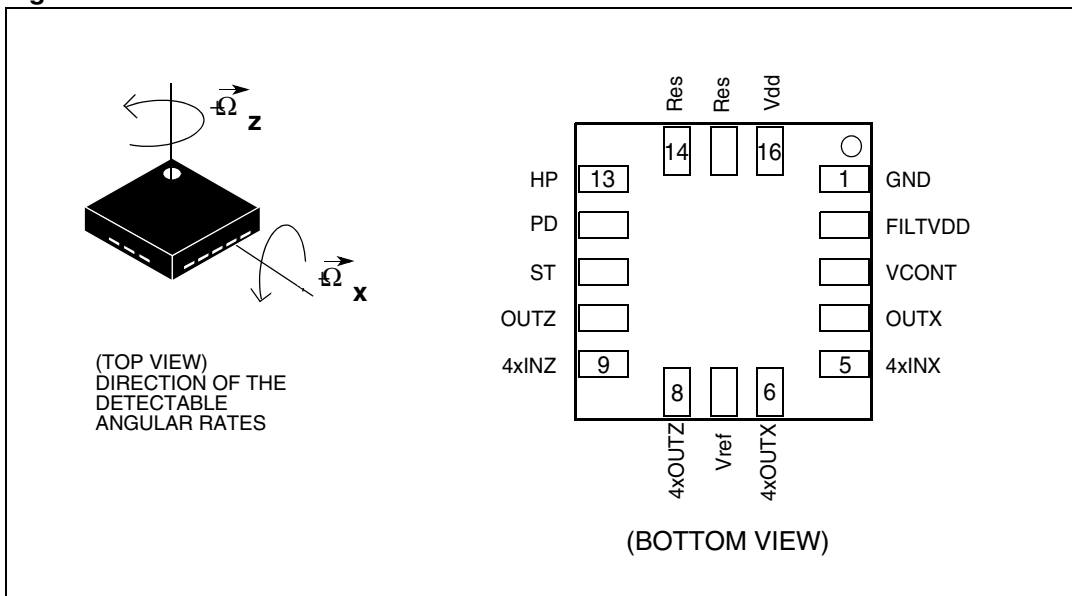 +Ω z
+Ω x
(TOP VIEW)
DIRECTION OF THE
DETECTABLE
ANGULAR RATES
Res
Res
Vdd
14
16
HP
13
1
GND
PD
FILTVDD
ST
VCONT
OUTZ
OUTX
4xINZ
9
5
4xINX
8
6
4xOUTZ
Vref
4xOUTX
(BOTTOM VIEW)